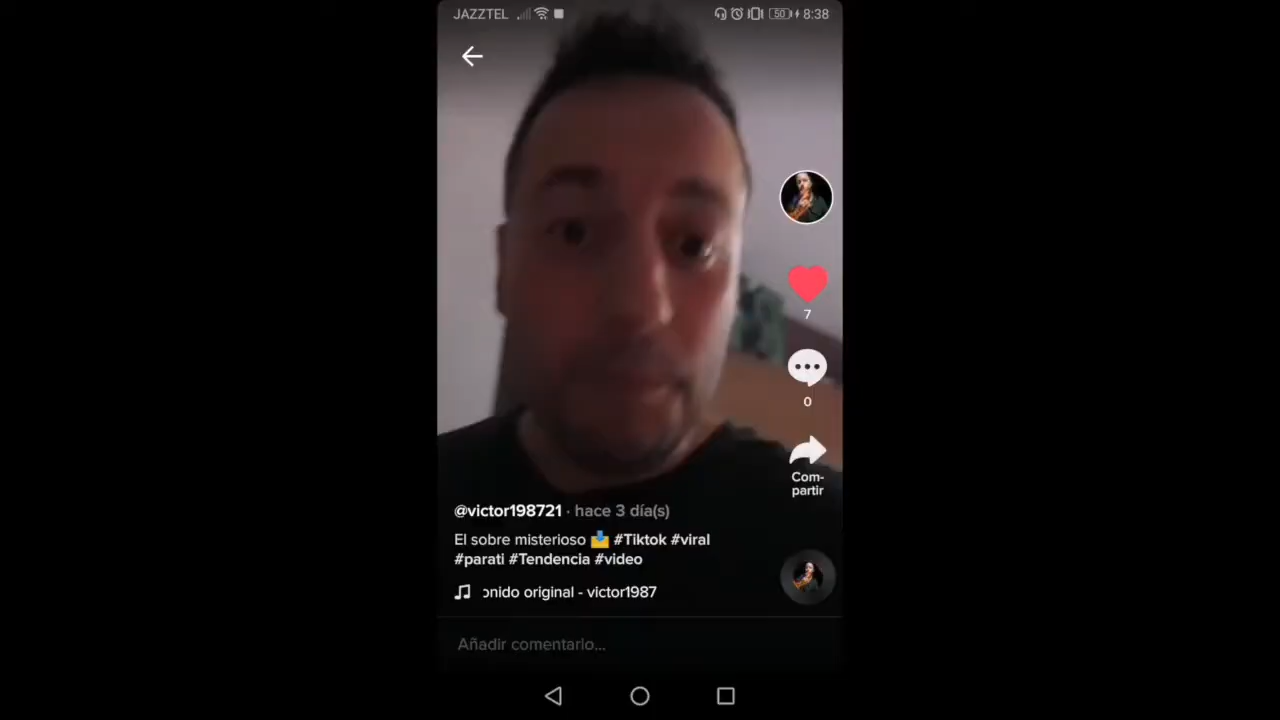 JAZZTEL
50 8:38
7
0
Com-
partir
@victor198721 · hace 3 día(s)
El sobre misterioso 📩 #Tiktok #viral
#parati #Tendencia #video
onido original - victor1987
Añadir comentario...